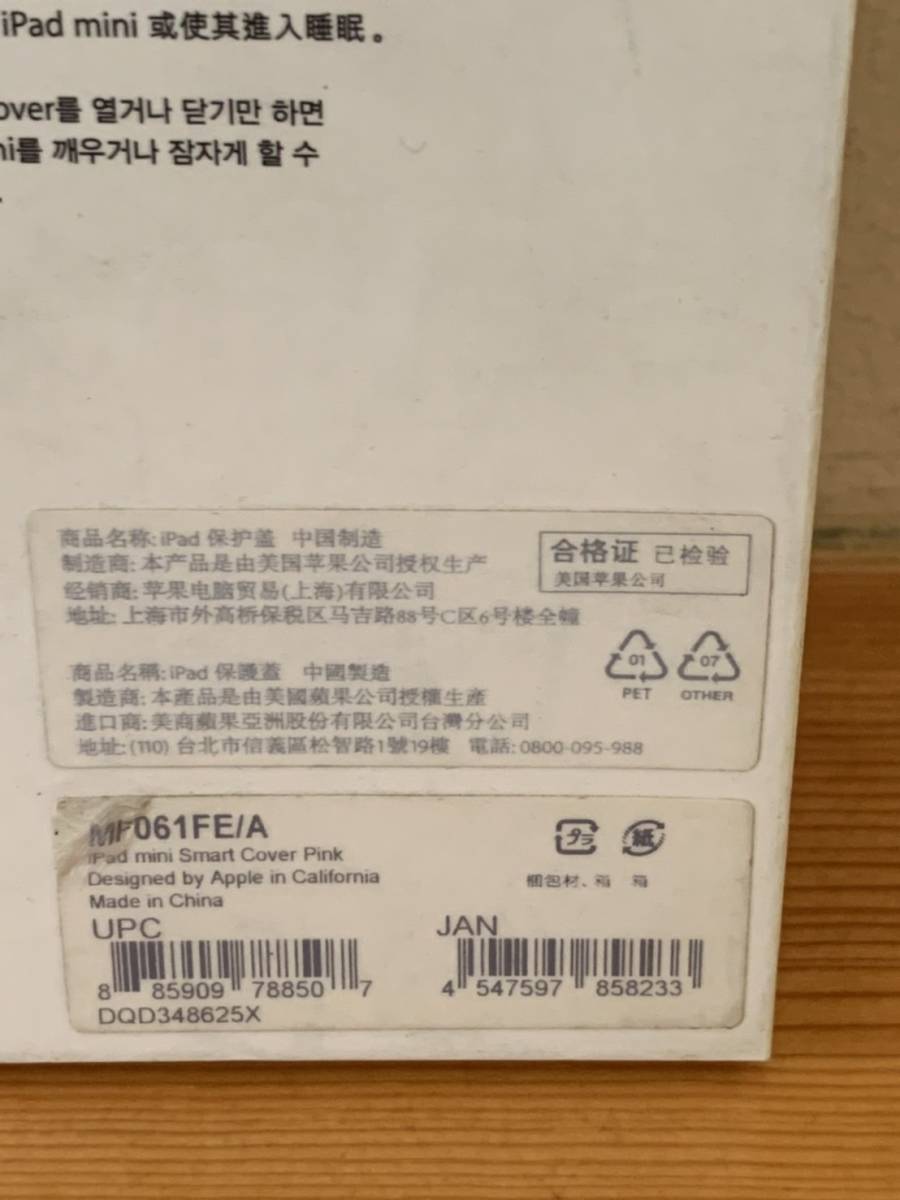 iPad mini 或使其進入睡眠。
over를 열거나 닫기만 하면
ni를 깨우거나 잠자게 할 수
商品名称: iPad 保护盖 中国制造
制造商: 本产品是由美国苹果公司授权生产
经销商: 苹果电脑贸易(上海)有限公司
地址: 上海市外高桥保税区马吉路88号C区6号楼全幢
合格证 已检验
美国苹果公司
商品名稱: iPad 保護蓋 中國製造
製造商: 本產品是由美國蘋果公司授權生產
進口商: 美商蘋果亞洲股份有限公司台灣分公司
地址: (110) 台北市信義區松智路1號19樓 電話: 0800-095-988
01 07
PET OTHER
MF061FE/A
iPad mini Smart Cover Pink
Designed by Apple in California
Made in China
プラ 紙
梱包材、箱 箱
UPC JAN
8 85909 78850 7 4 547597 858233
DQD348625X